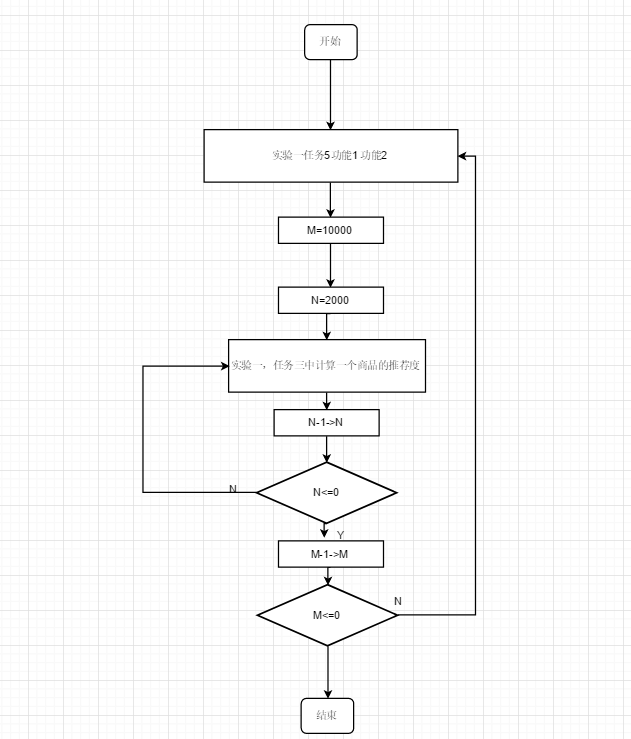 开始
实验一任务5功能1 功能2
M=10000
N=2000
实验一，任务三中计算一个商品的推荐度
N-1->N
N<=0
N
Y
M-1->M
M<=0
N
结束